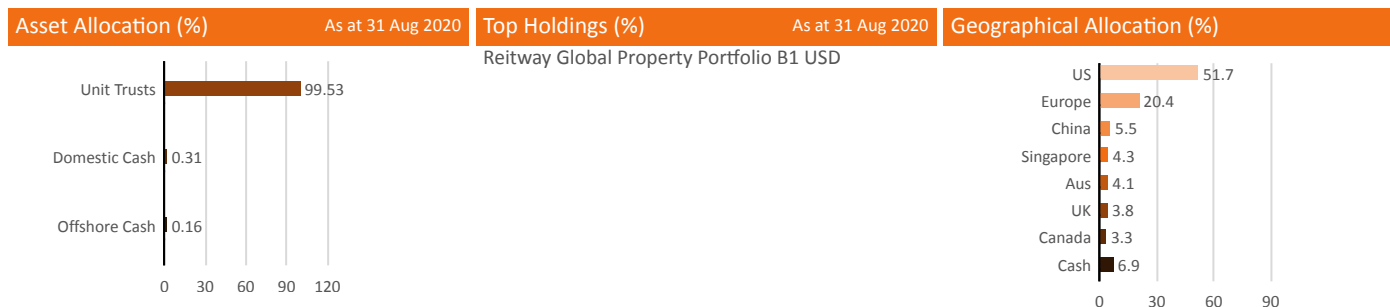 Asset Allocation (%) As at 31 Aug 2020
Unit Trusts 99.53
Domestic Cash 0.31
Offshore Cash 0.16
0 30 60 90 120
Top Holdings (%) As at 31 Aug 2020
Reitway Global Property Portfolio B1 USD
Geographical Allocation (%)
US 51.7
Europe 20.4
China 5.5
Singapore 4.3
Aus 4.1
UK 3.8
Canada 3.3
Cash 6.9
0 30 60 90